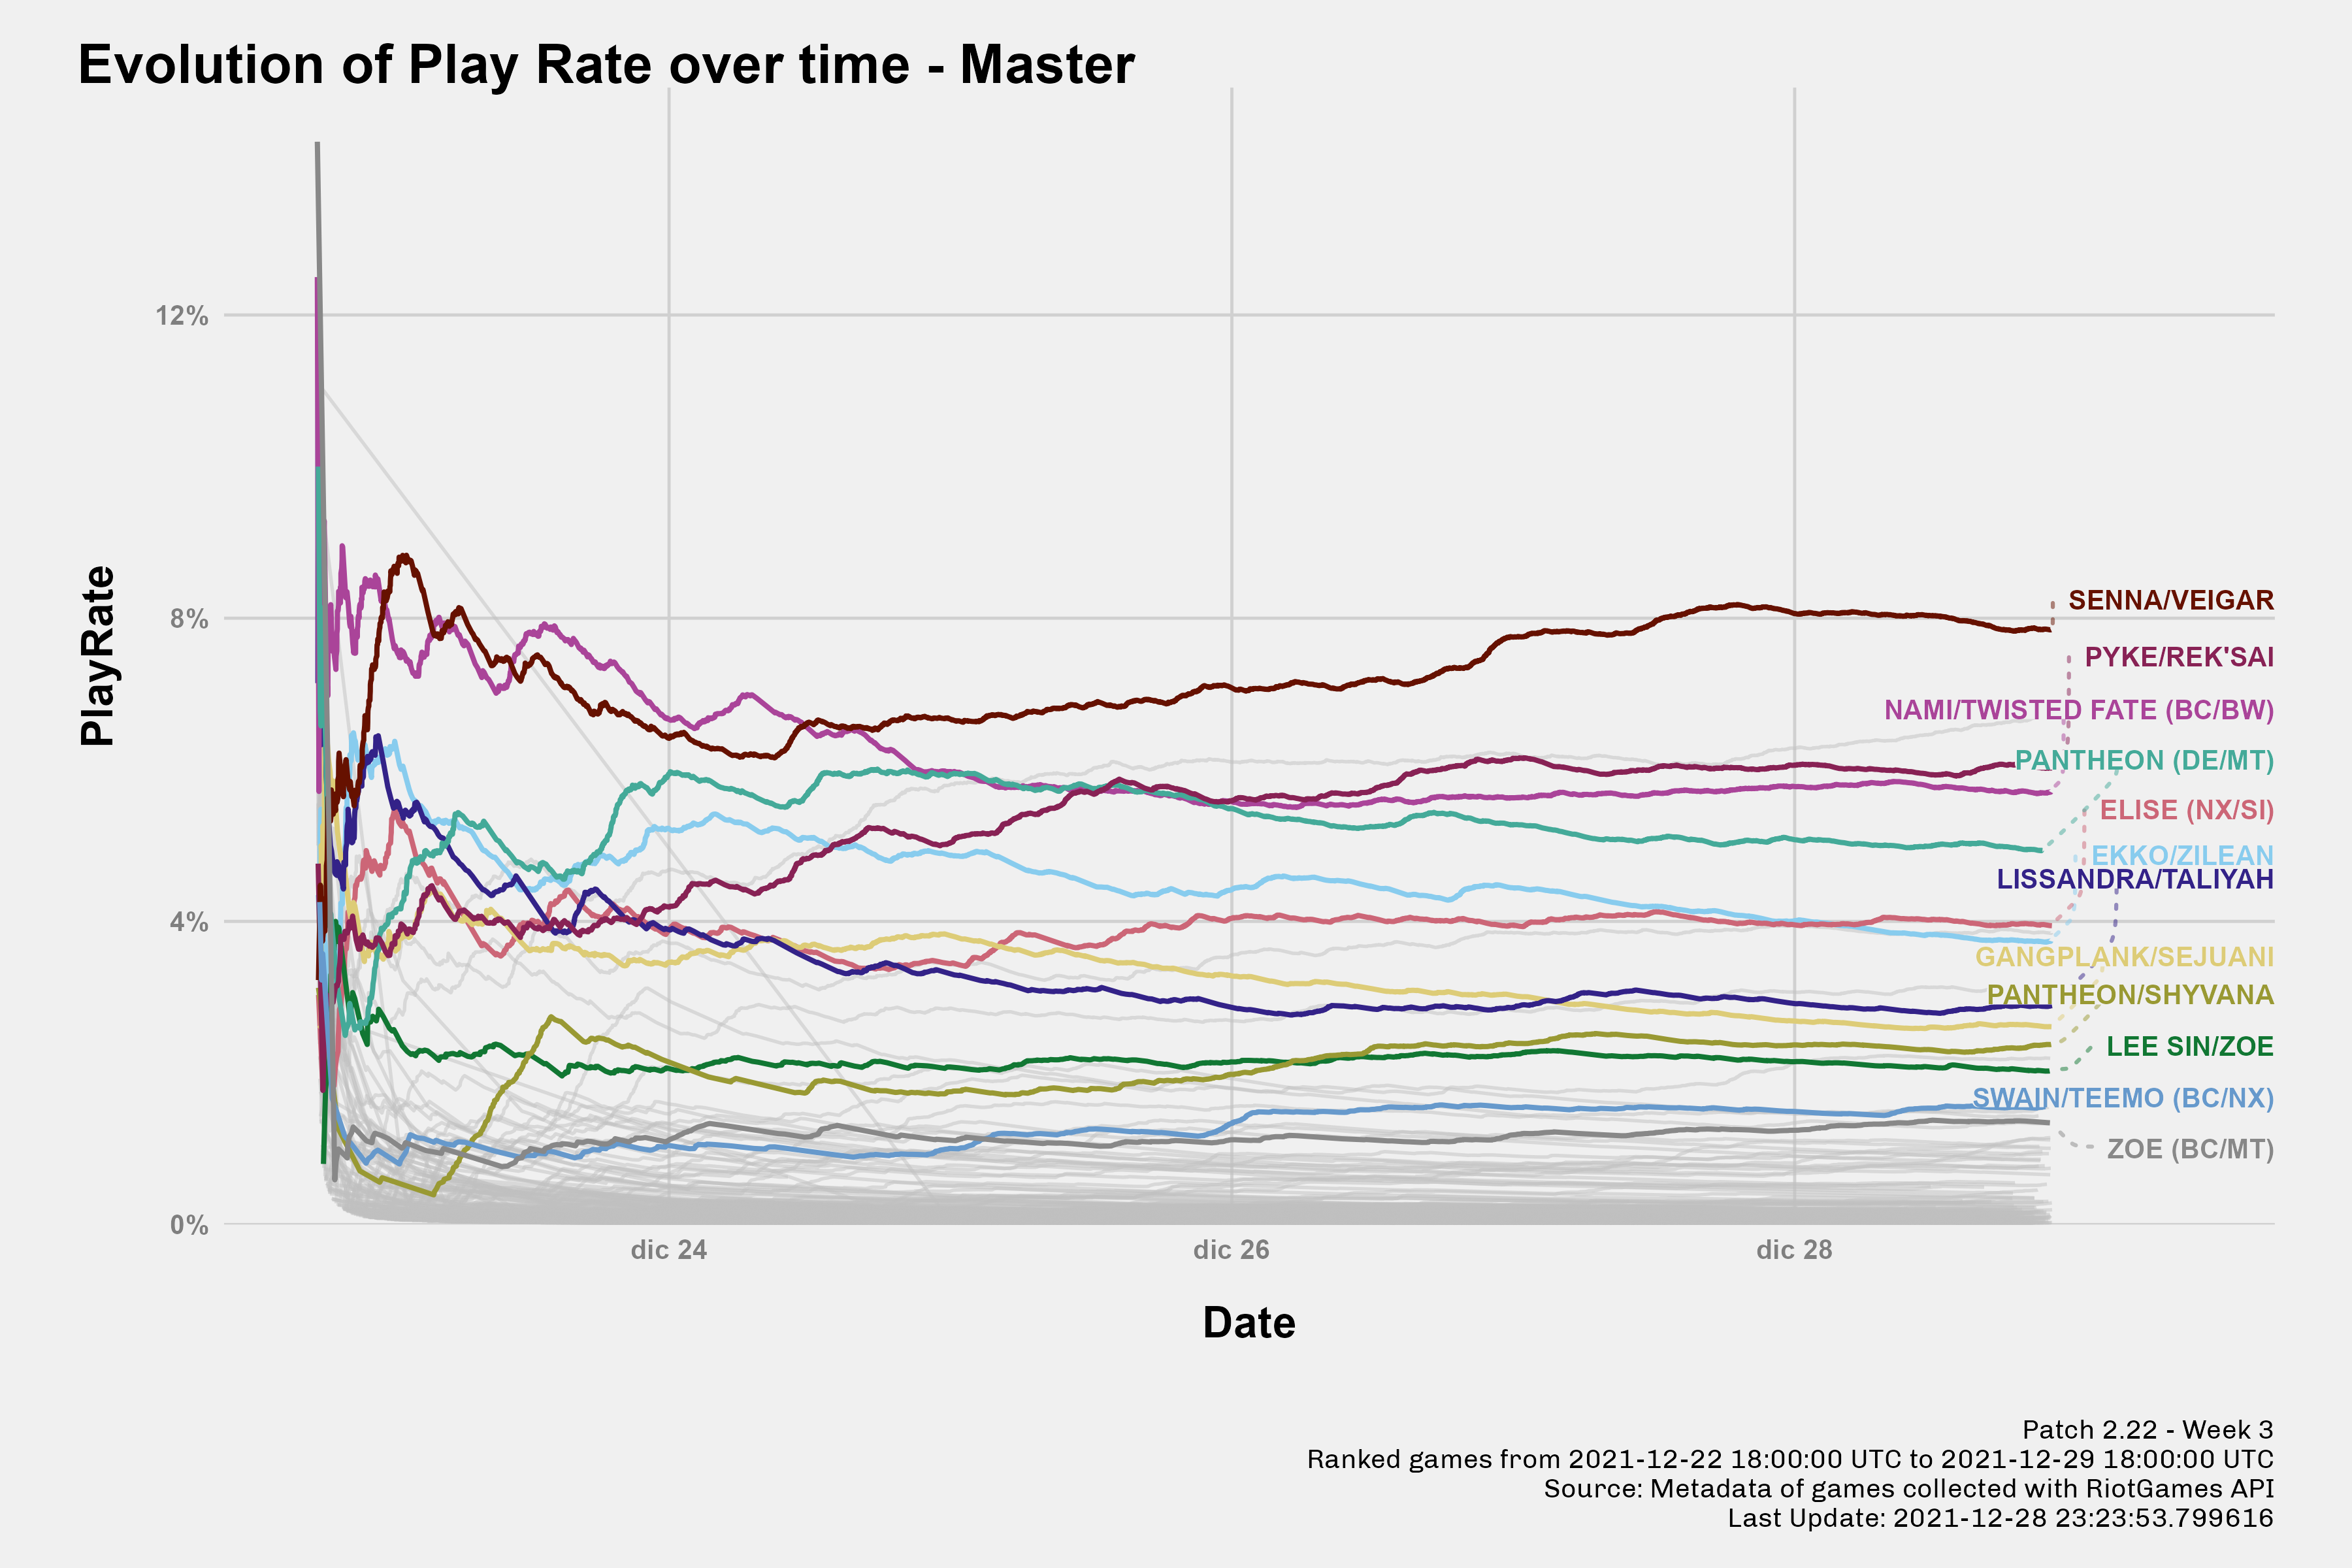 Evolution of Play Rate over time - Master
PlayRate
12%
8%
4%
0%
SENNA/VEIGAR
PYKE/REK'SAI
NAMI/TWISTED FATE (BC/BW)
PANTHEON (DE/MT)
ELISE (NX/SI)
EKKO/ZILEAN
LISSANDRA/TALIYAH
GANGPLANK/SEJUANI
PANTHEON/SHYVANA
LEE SIN/ZOE
SWAIN/TEEMO (BC/NX)
ZOE (BC/MT)
dic 24
dic 26
dic 28
Date
Patch 2.22 - Week 3
Ranked games from 2021-12-22 18:00:00 UTC to 2021-12-29 18:00:00 UTC
Source: Metadata of games collected with RiotGames API
Last Update: 2021-12-28 23:23:53.799616